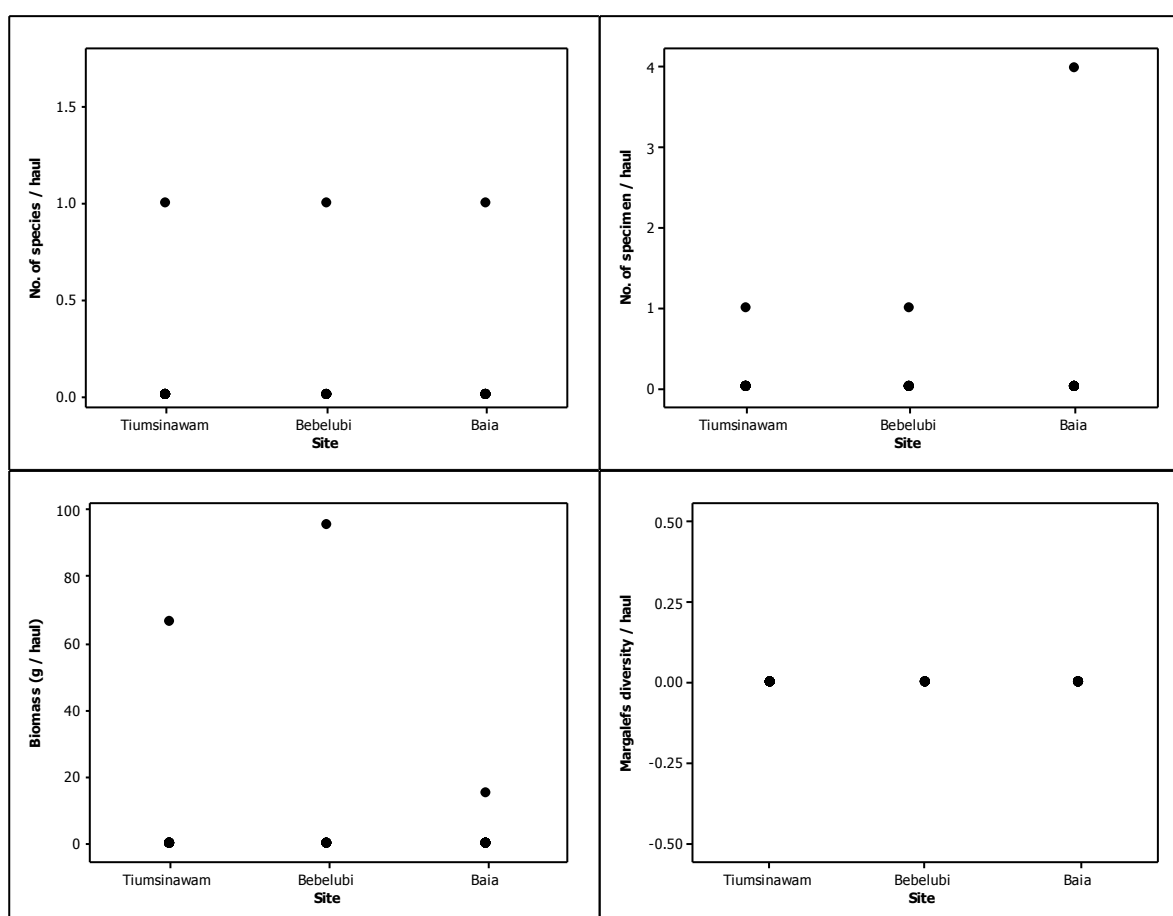 No. of species / haul
1.5
1.0
0.5
0.0
Tiumsinawam Bebelubi Baia
Site
No. of specimen / haul
4
3
2
1
0
Tiumsinawam Bebelubi Baia
Site
Biomass (g / haul)
100
80
60
40
20
0
Tiumsinawam Bebelubi Baia
Site
Margalefs diversity / haul
0.50
0.25
0.00
-0.25
-0.50
Tiumsinawam Bebelubi Baia
Site